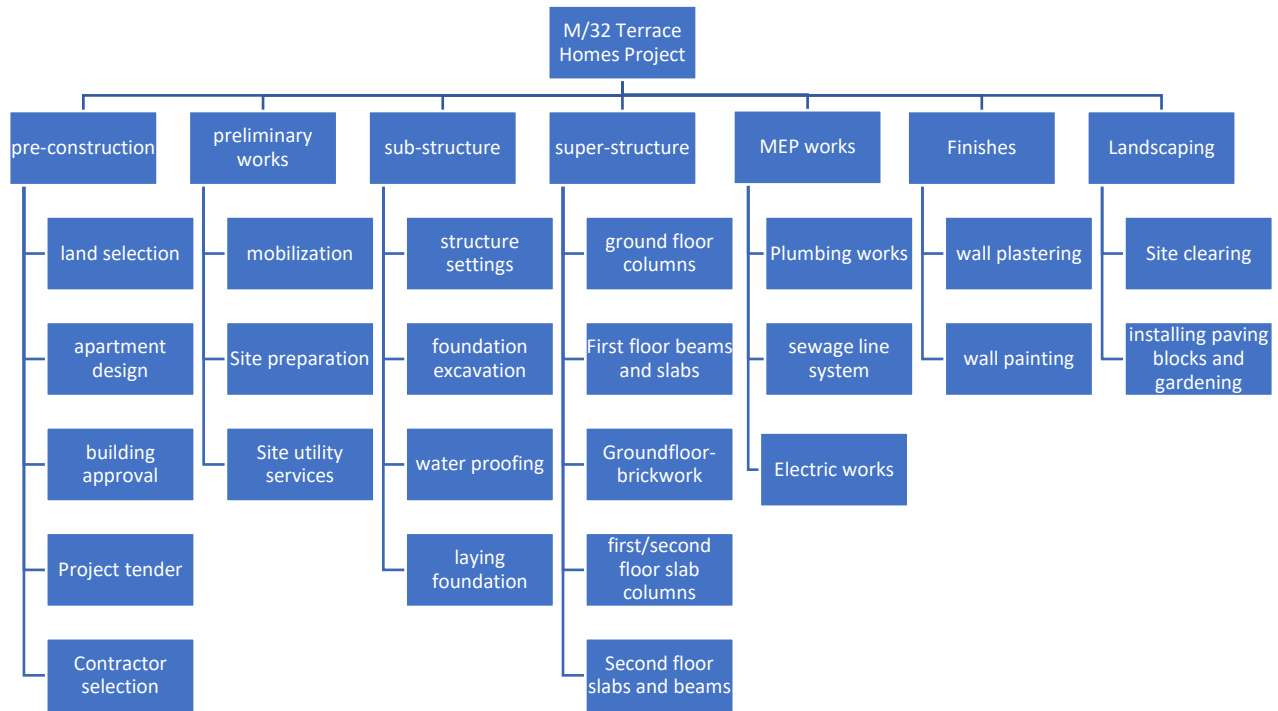 M/32 Terrace
Homes Project
pre-construction
land selection
apartment
design
building
approval
Project tender
Contractor
selection
preliminary
works
mobilization
Site preparation
Site utility
services
sub-structure
structure
settings
foundation
excavation
water proofing
laying
foundation
super-structure
ground floor
columns
First floor beams
and slabs
Groundfloor-
brickwork
first/second
floor slab
columns
Second floor
slabs and beams
MEP works
Plumbing works
sewage line
system
Electric works
Finishes
wall plastering
wall painting
Landscaping
Site clearing
installing paving
blocks and
gardening